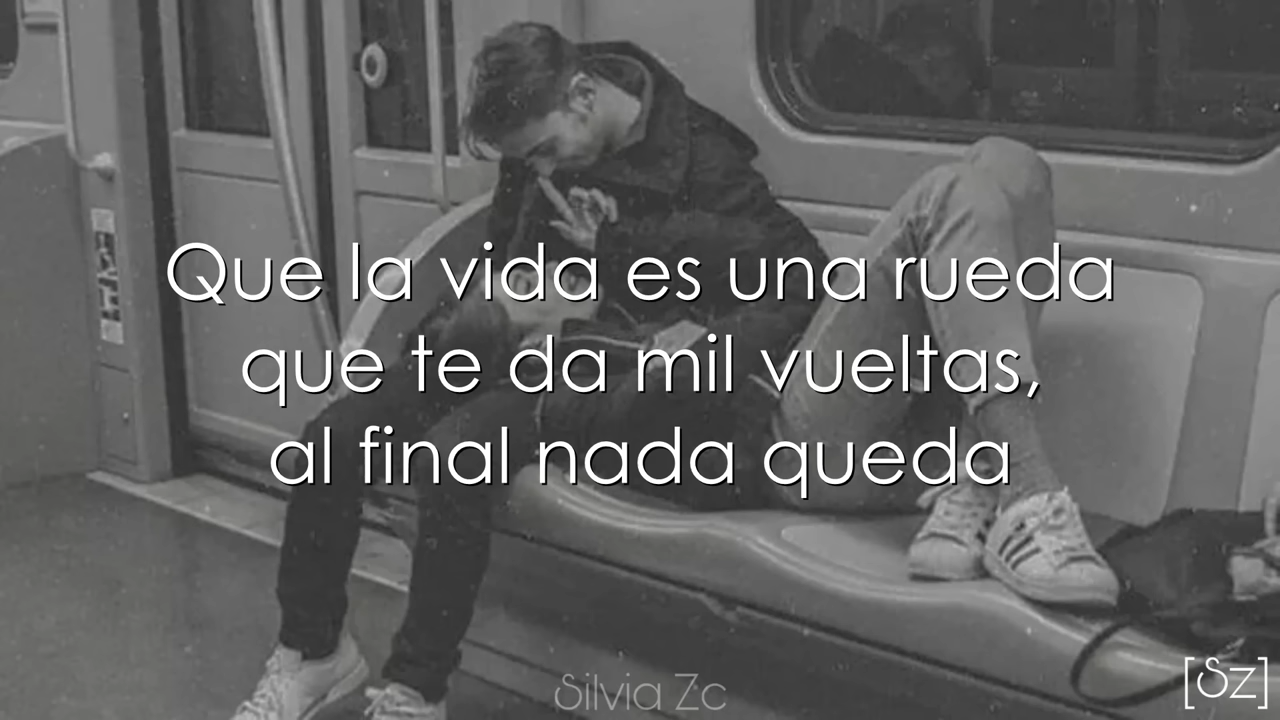 Que la vida es una rueda
que te da mil vueltas,
al final nada queda
Silvia Zc
[Sz]